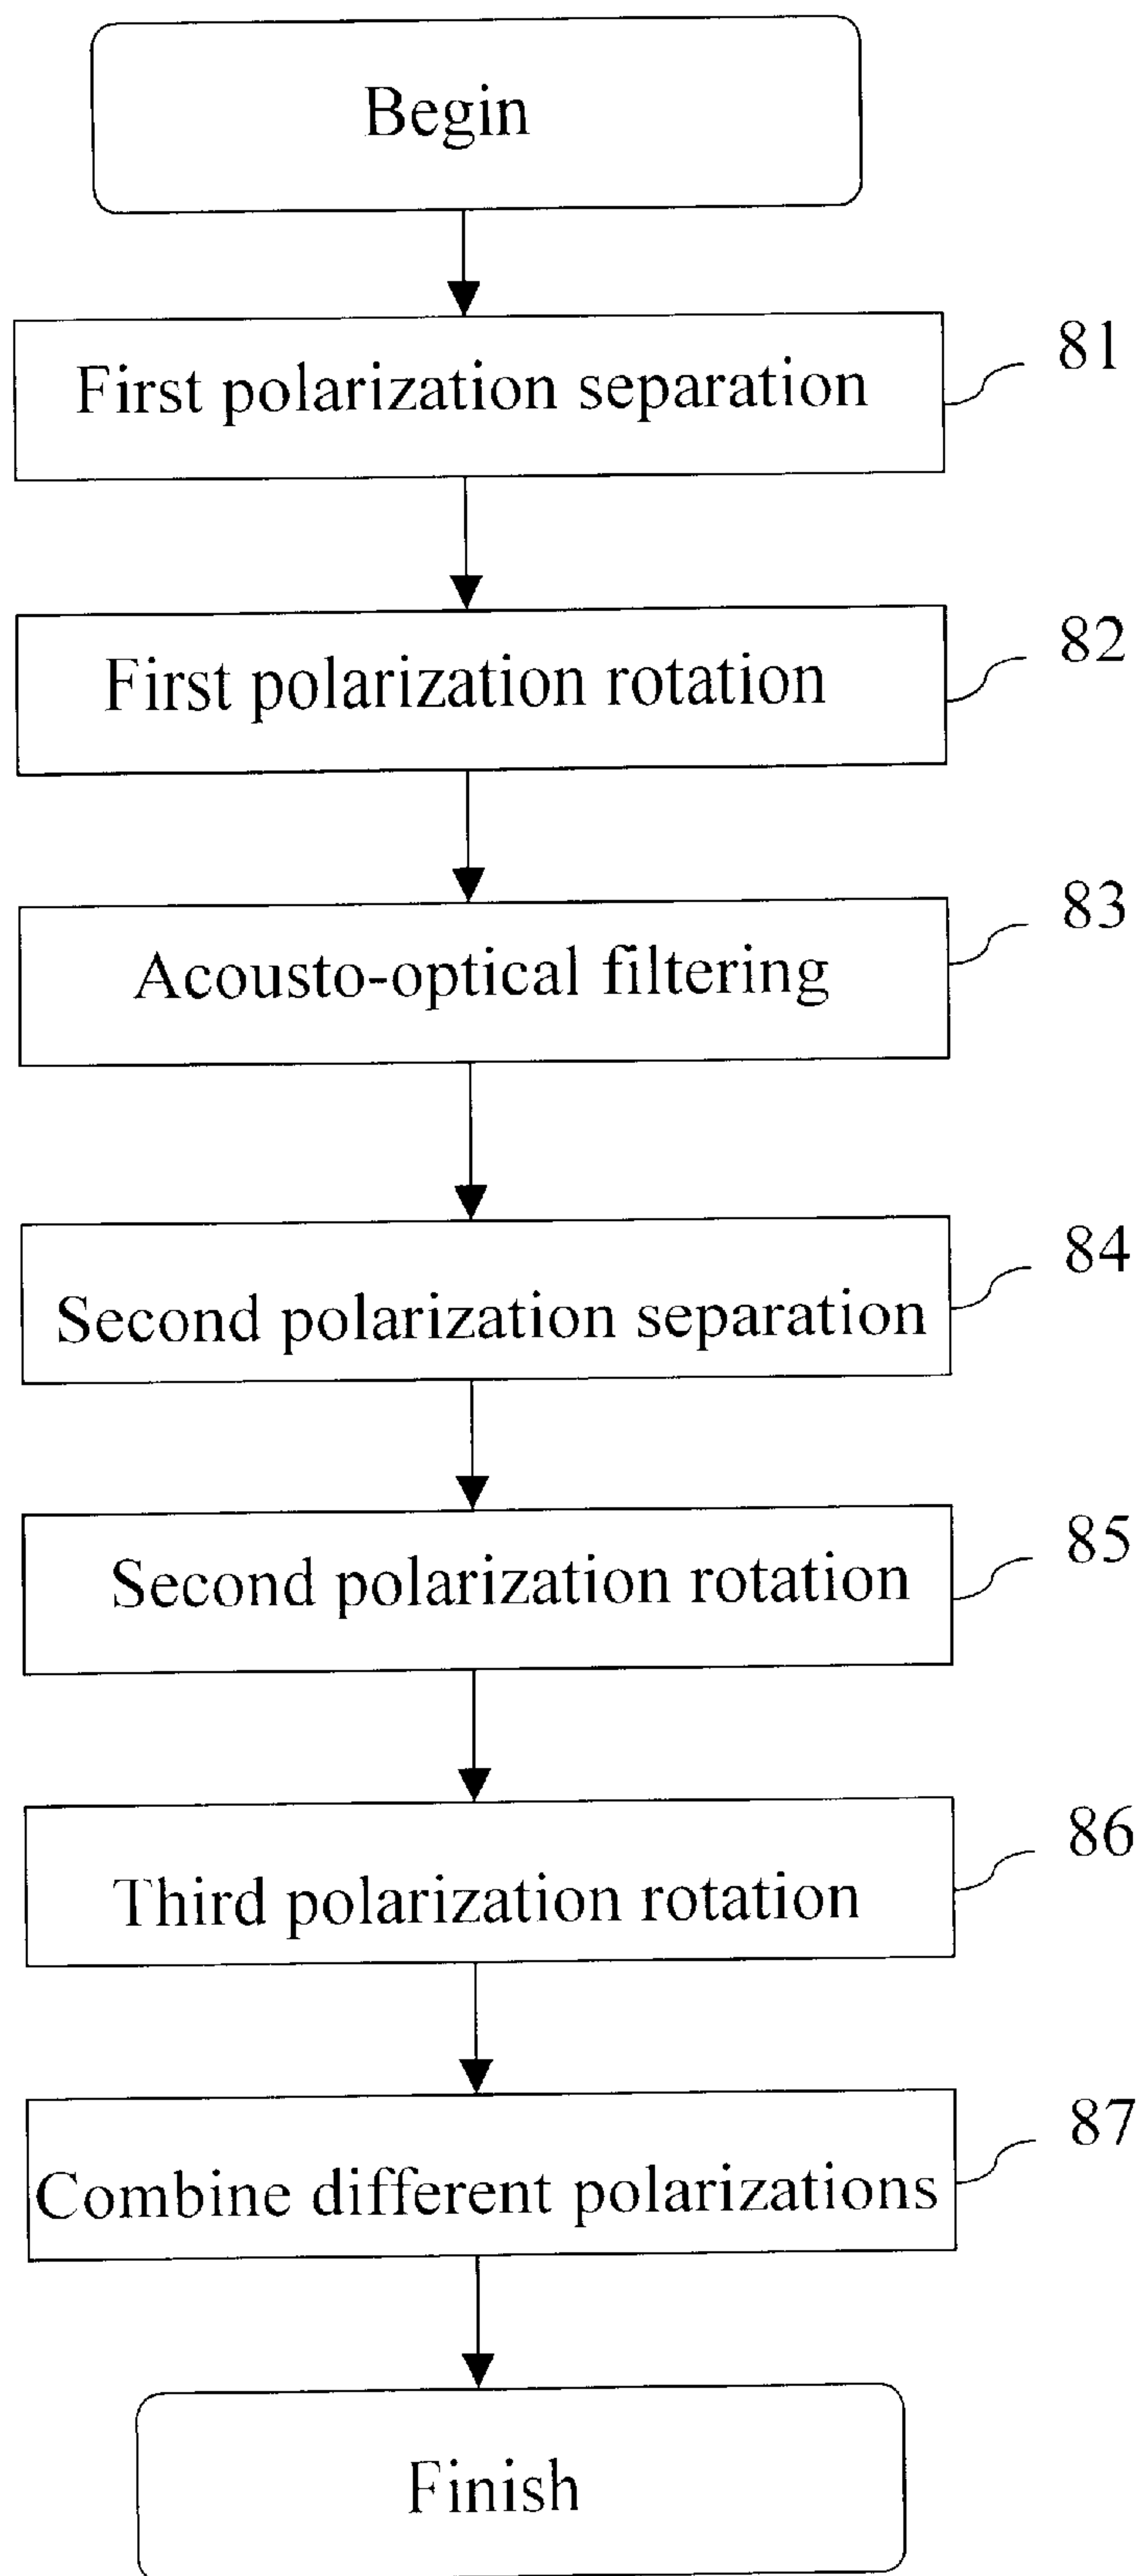 Begin
First polarization separation
81
First polarization rotation
82
Acousto-optical filtering
83
Second polarization separation
84
Second polarization rotation
85
Third polarization rotation
86
Combine different polarizations
87
Finish